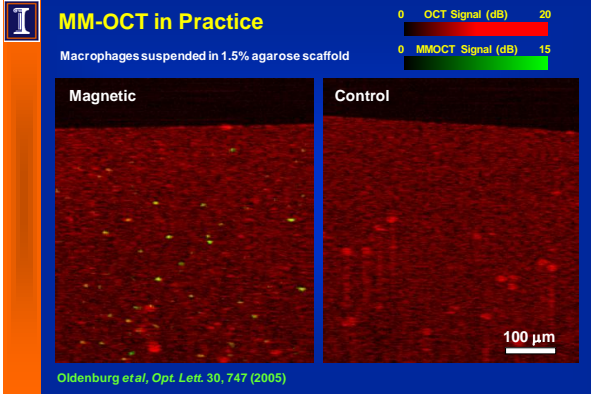 I
MM-OCT in Practice
0 OCT Signal (dB) 20
Macrophages suspended in 1.5% agarose scaffold
0 MMOCT Signal (dB) 15
Magnetic
Control
100 μm
Oldenburg et al, Opt. Lett. 30, 747 (2005)